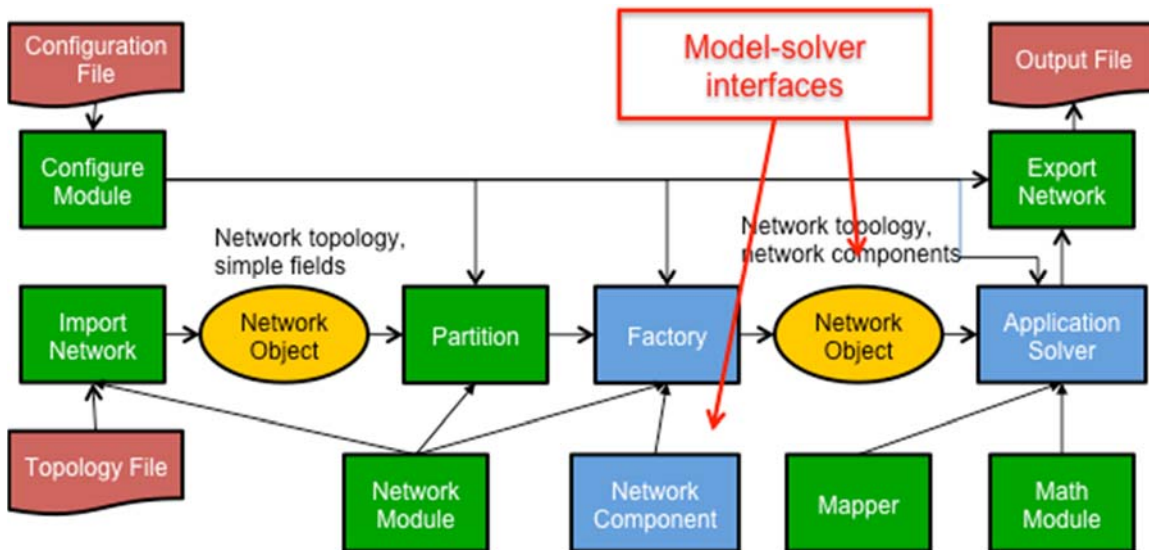 Configuration
File
Model-solver
interfaces
Output File
Configure
Module
Export
Network
Network topology,
simple fields
Network topology,
network components
Import
Network
Network
Object
Partition
Factory
Network
Object
Application
Solver
Topology File
Network
Module
Network
Component
Mapper
Math
Module